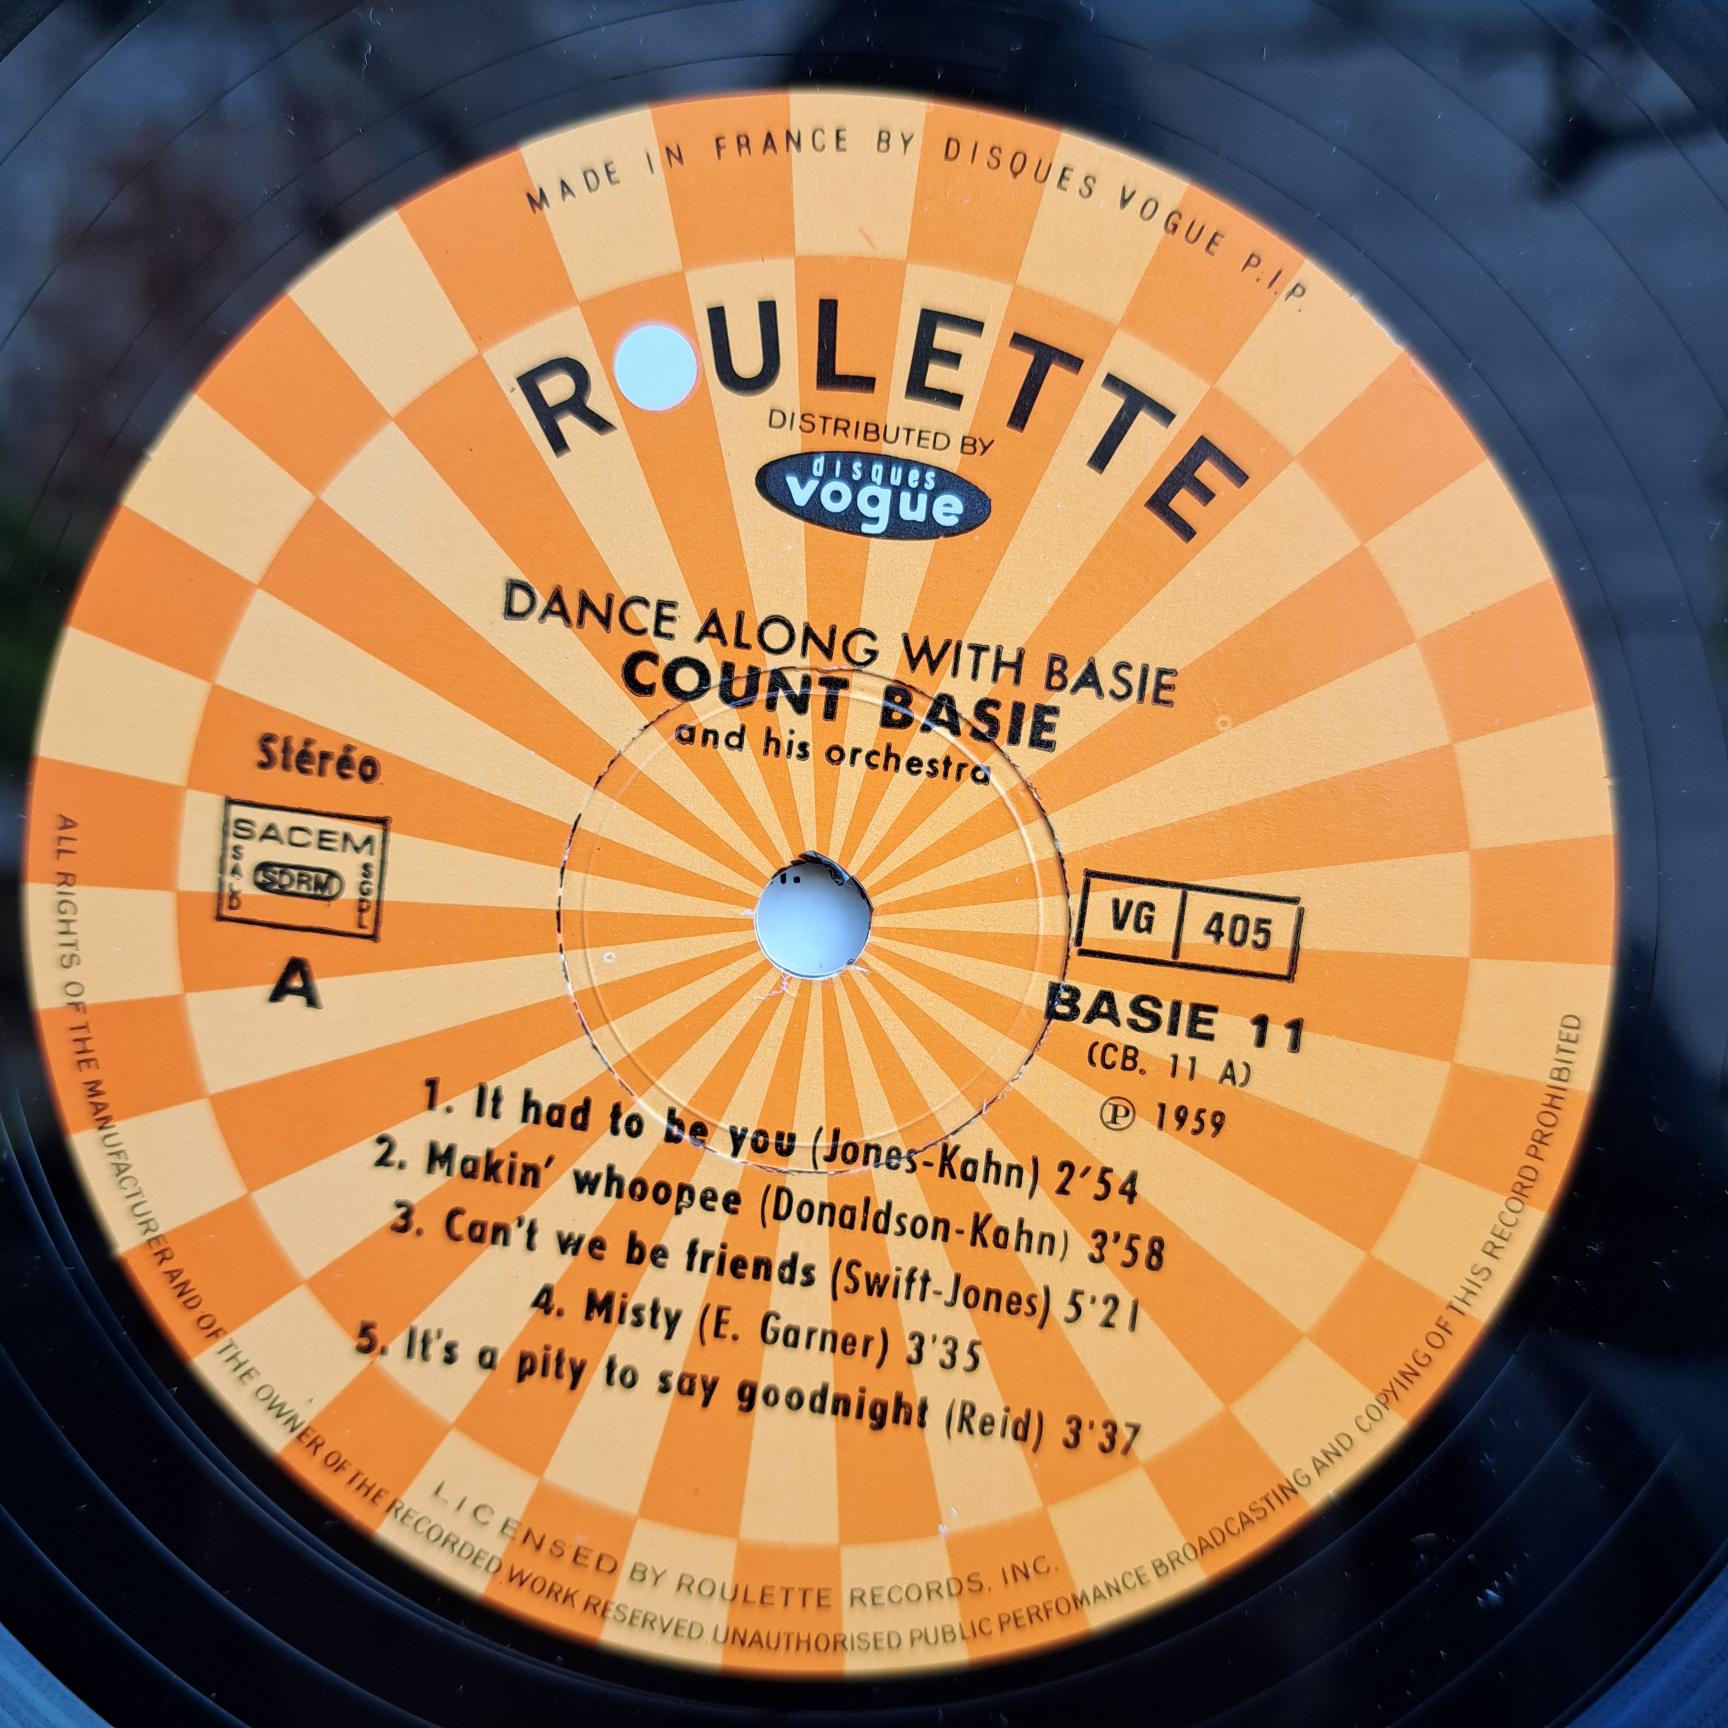 MADE IN FRANCE BY DISQUES VOGUE P.I.P
ROULETTE
DISTRIBUTED BY
disques
vogue
DANCE ALONG WITH BASIE
COUNT BASIE
and his orchestra
Stéréo
SACEM
SACD
SDRM
SGDL
A
VG 405
BASIE 11
(CB. 11 A)
℗ 1959
1. It had to be you (Jones-Kahn) 2'54
2. Makin' whoopee (Donaldson-Kahn) 3'58
3. Can't we be friends (Swift-Jones) 5'21
4. Misty (E. Garner) 3'35
5. It's a pity to say goodnight (Reid) 3'37
LICENSED BY ROULETTE RECORDS, INC.
ALL RIGHTS OF THE MANUFACTURER AND OF THE OWNER OF THE RECORDED WORK RESERVED. UNAUTHORISED PUBLIC PERFOMANCE BROADCASTING AND COPYING OF THIS RECORD PROHIBITED